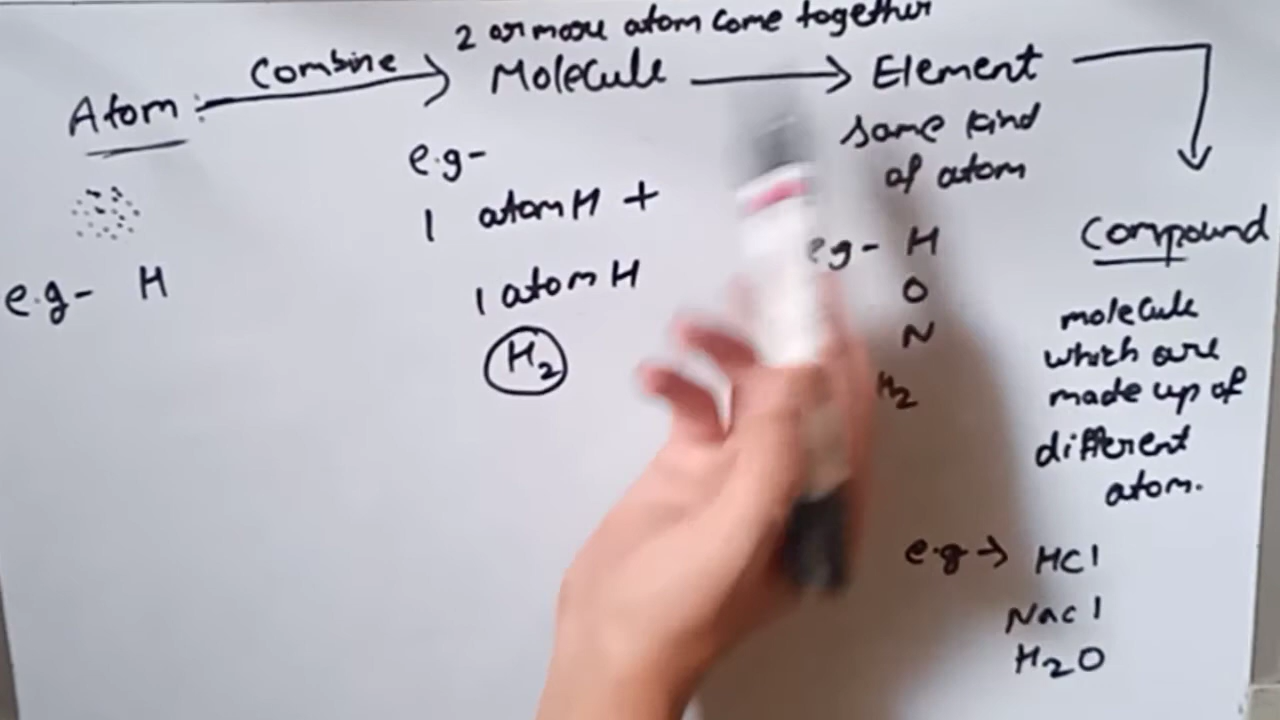 2 or more atom come together
Atom :
Combine
Molecule
Element
same kind
of atom
e.g-
1 atom H +
1 atom H
H2
e.g- H
eg- H
O
N
H2
Compound
molecule
which are
made up of
different
atom.
e.g → HCl
NaCl
H2O